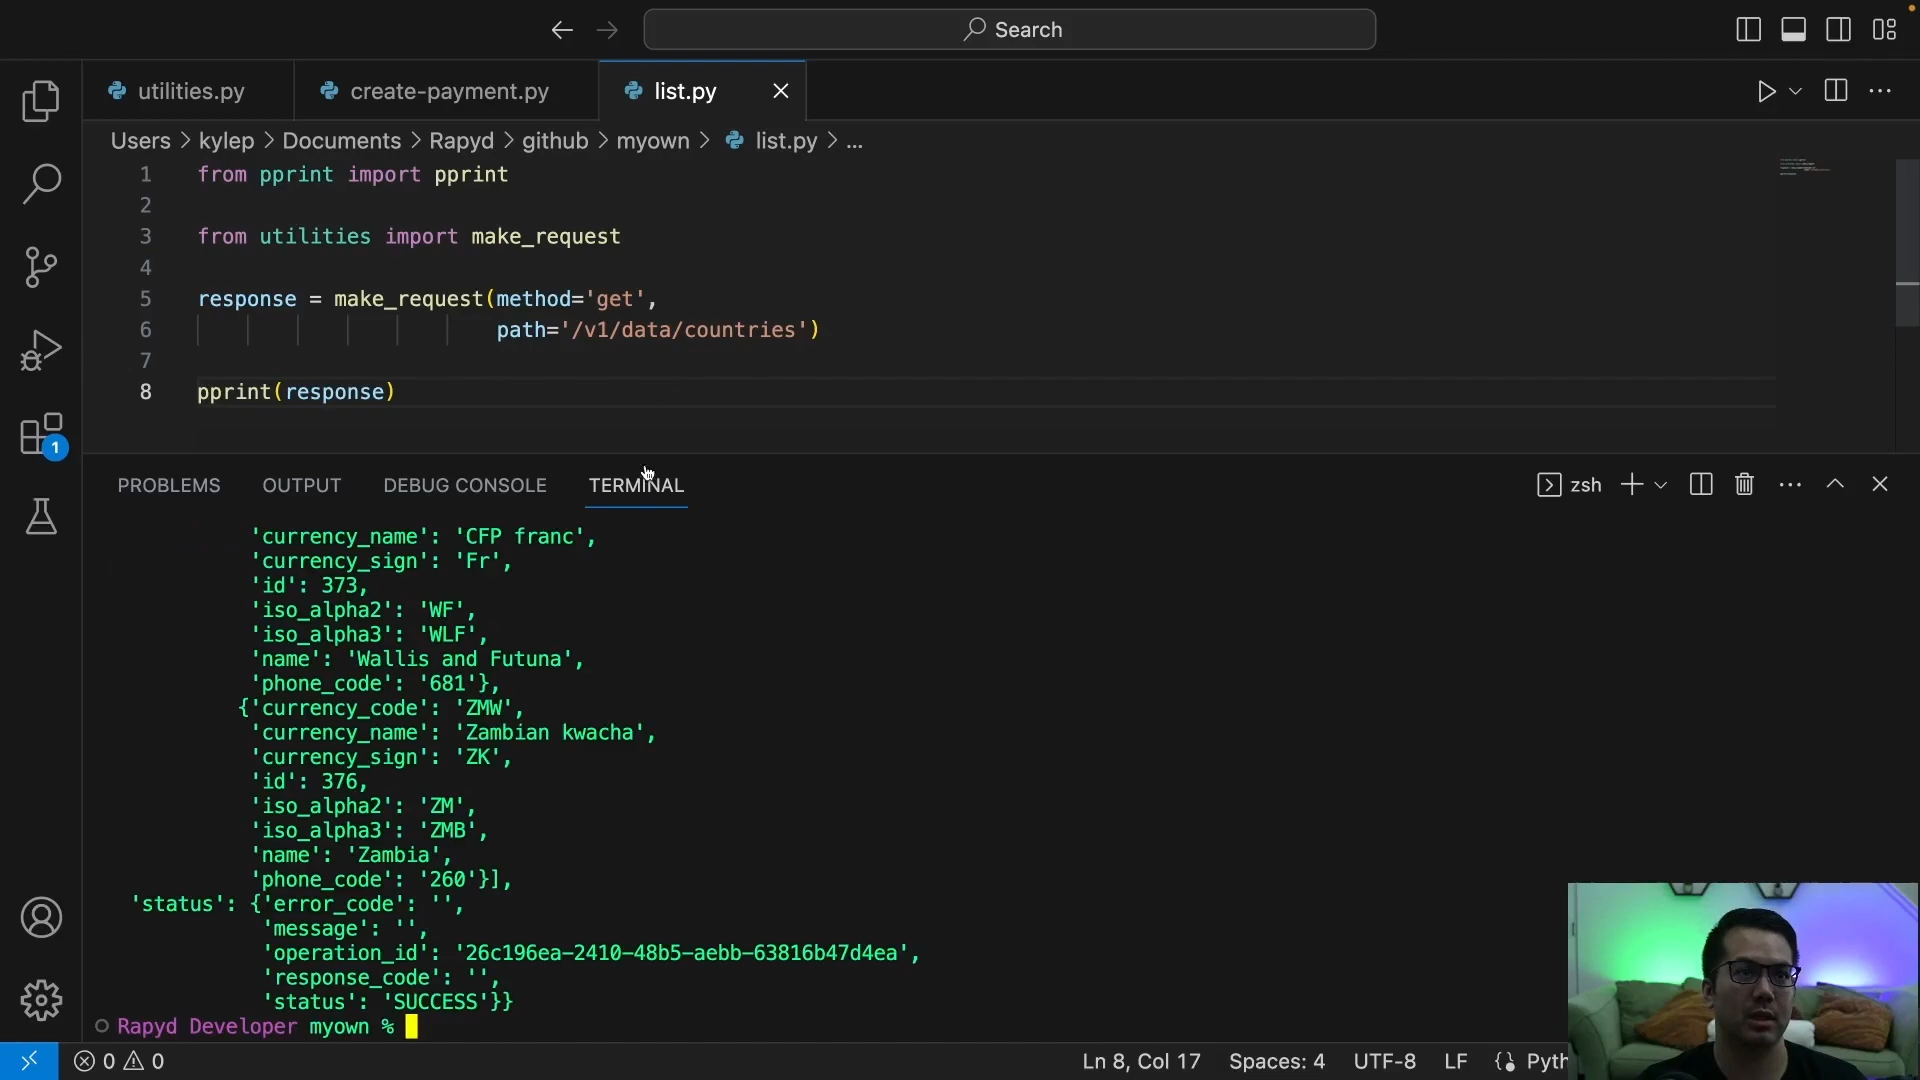 Search
utilities.py
create-payment.py
list.py
Users > kylep > Documents > Rapyd > github > myown > list.py > ...
1 from pprint import pprint
2
3 from utilities import make_request
4
5 response = make_request(method='get',
6 path='/v1/data/countries')
7
8 pprint(response)
1
PROBLEMS
OUTPUT
DEBUG CONSOLE
TERMINAL
zsh
'currency_name': 'CFP franc',
'currency_sign': 'Fr',
'id': 373,
'iso_alpha2': 'WF',
'iso_alpha3': 'WLF',
'name': 'Wallis and Futuna',
'phone_code': '681'},
{'currency_code': 'ZMW',
'currency_name': 'Zambian kwacha',
'currency_sign': 'ZK',
'id': 376,
'iso_alpha2': 'ZM',
'iso_alpha3': 'ZMB',
'name': 'Zambia',
'phone_code': '260'}],
'status': {'error_code': '',
'message': '',
'operation_id': '26c196ea-2410-48b5-aebb-63816b47d4ea',
'response_code': '',
'status': 'SUCCESS'}}
Rapyd Developer myown %
0 0
Ln 8, Col 17
Spaces: 4
UTF-8
LF
Pyth